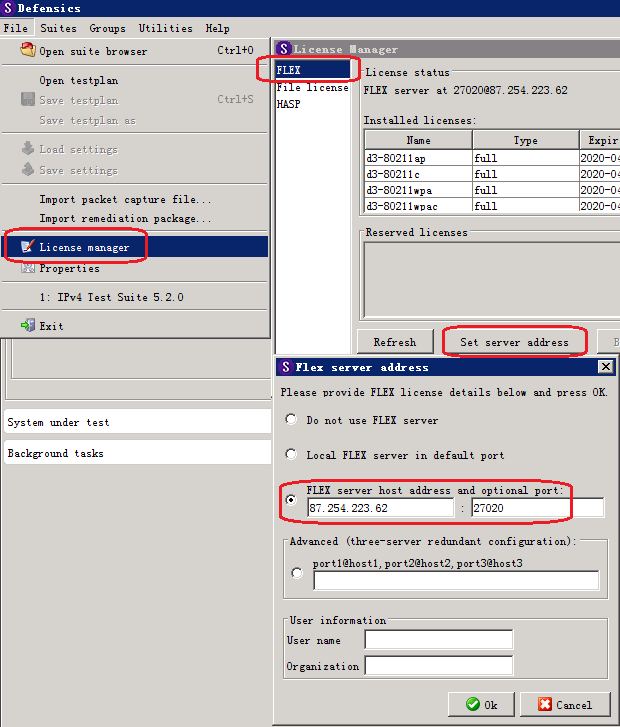 Defensics
File Suites Groups Utilities Help
Open suite browser Ctrl+O
Open testplan
Save testplan Ctrl+S
Save testplan as
Load settings
Save settings
Import packet capture file...
Import remediation package...
License manager
Properties
1: IPv4 Test Suite 5.2.0
Exit
System under test
Background tasks
License Manager
FLEX
File license
HASP
License status
FLEX server at 27020@87.254.223.62
Installed licenses:
Name Type Expir
d3-80211ap full 2020-04
d3-80211c full 2020-04
d3-80211wpa full 2020-04
d3-80211wpac full 2020-04
Reserved licenses
Refresh Set server address
Flex server address
Please provide FLEX license details below and press OK.
Do not use FLEX server
Local FLEX server in default port
FLEX server host address and optional port:
87.254.223.62 : 27020
Advanced (three-server redundant configuration):
port1@host1,port2@host2,port3@host3
User information
User name
Organization
Ok Cancel